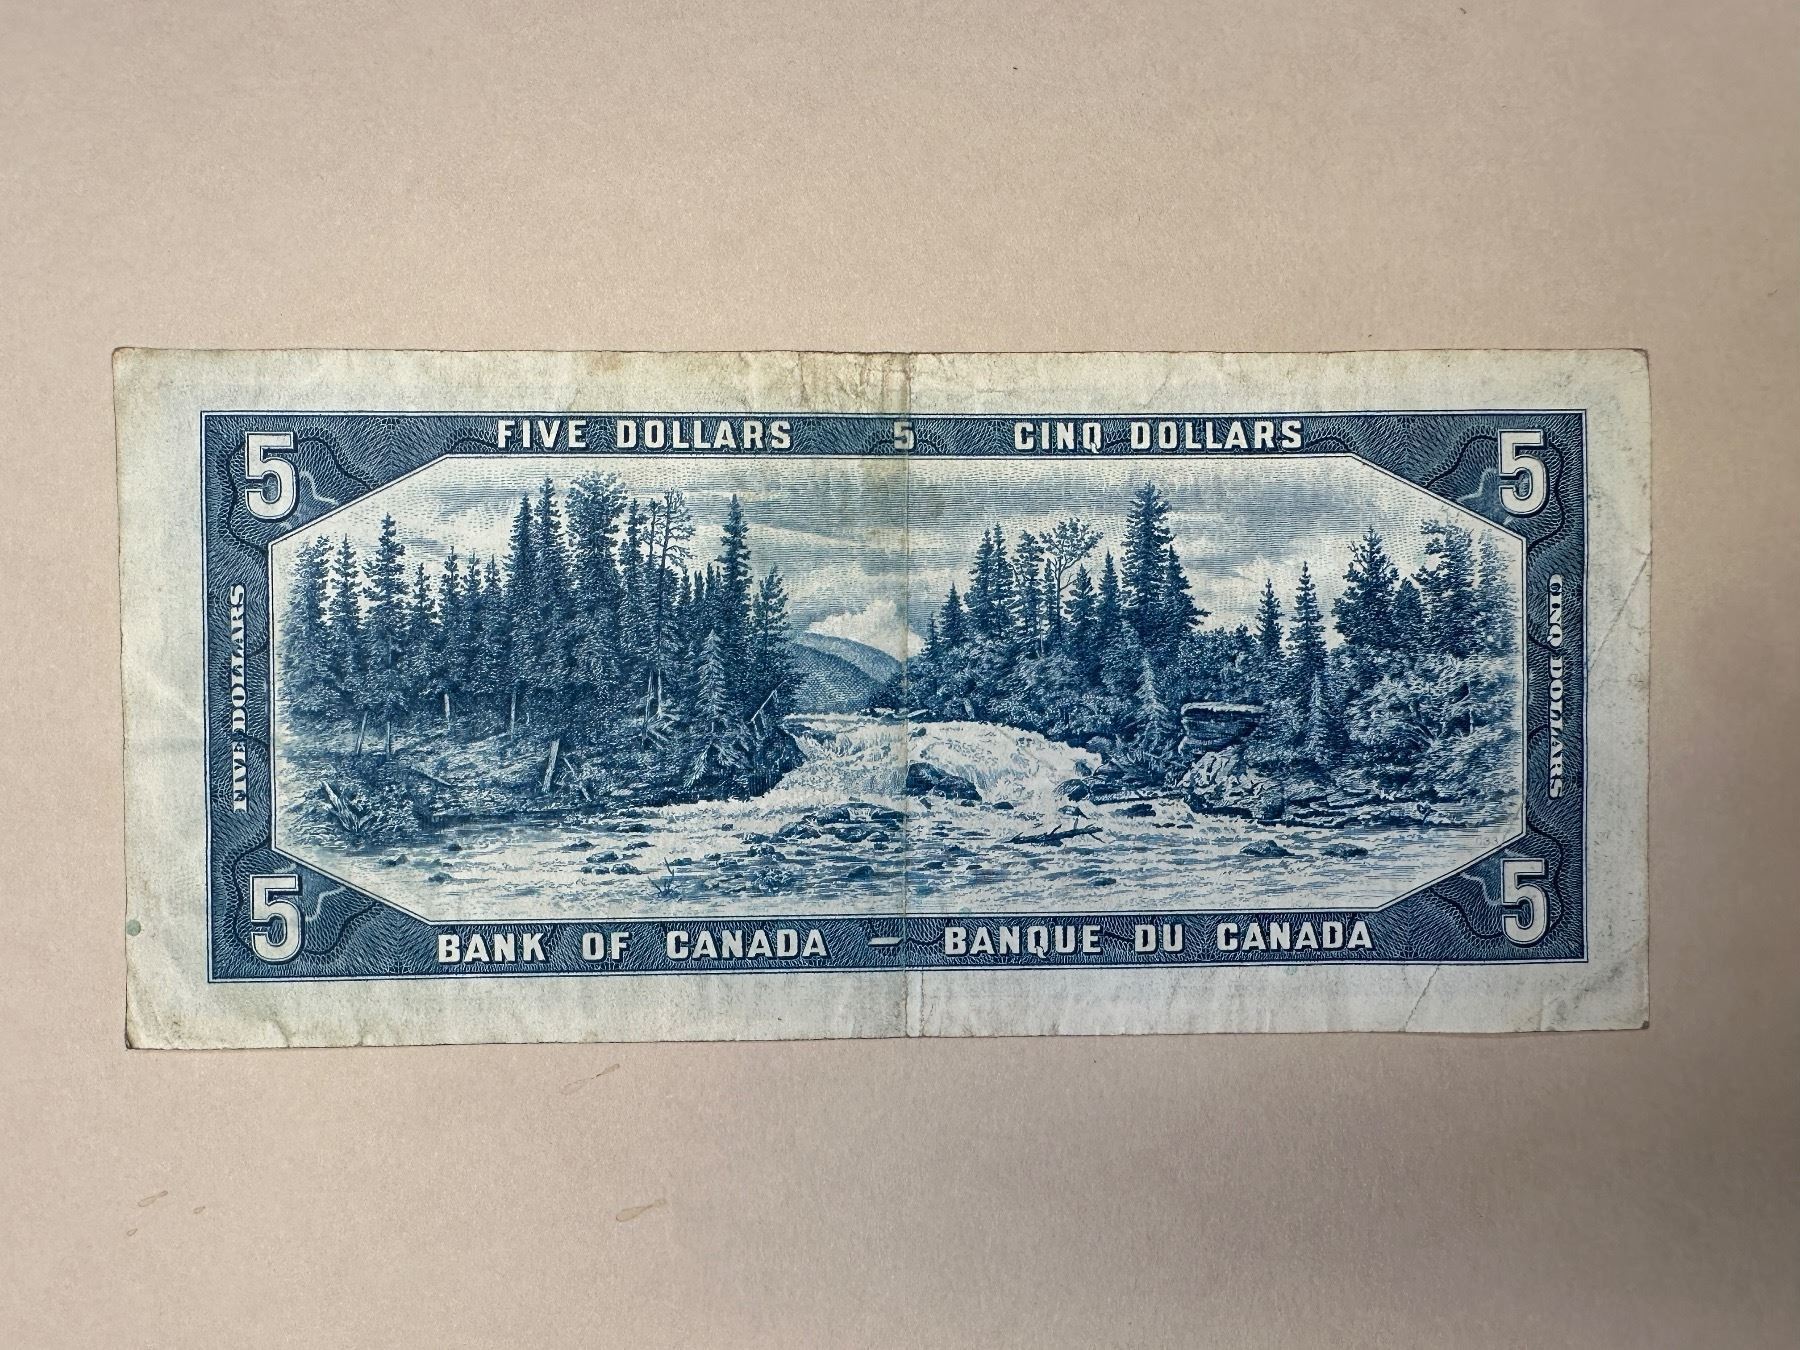 FIVE DOLLARS 5 CINQ DOLLARS
5 5
FIVE DOLLARS
CINQ DOLLARS
5 5
BANK OF CANADA — BANQUE DU CANADA